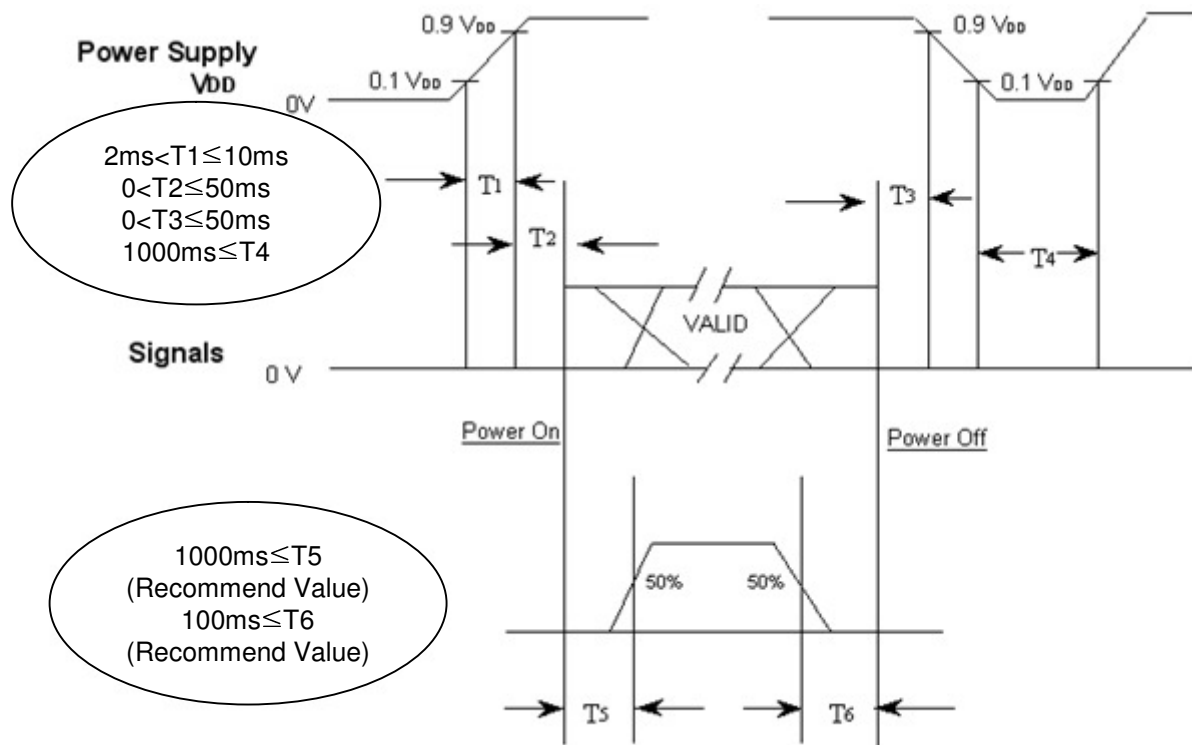 0.9 VDD
0.9 VDD
Power Supply
VDD
0.1 VDD
0.1 VDD
0V
2ms<T1≦10ms
0<T2≦50ms
0<T3≦50ms
1000ms≦T4
T1
T3
T2
T4
VALID
Signals
0 V
Power On
Power Off
1000ms≦T5
(Recommend Value)
100ms≦T6
(Recommend Value)
50%
50%
T5
T6